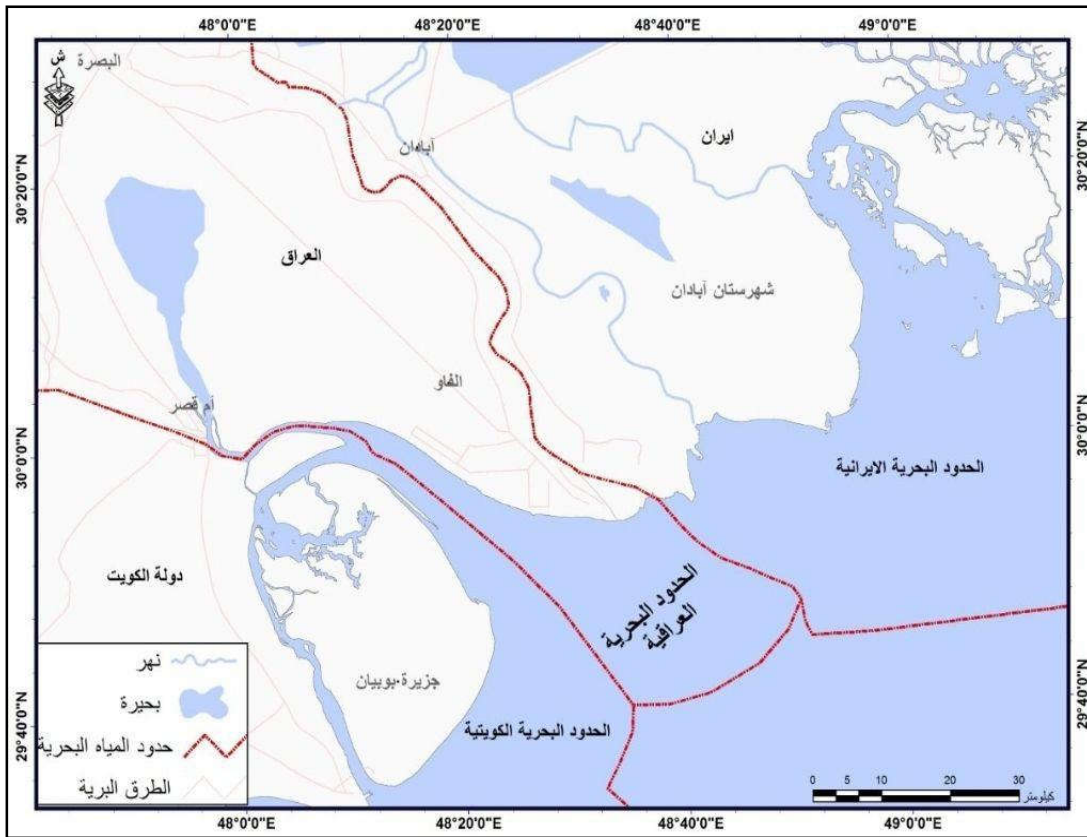 48°0'0"E 48°20'0"E 48°40'0"E 49°0'0"E
ش
البصرة
آبادان
ايران
30°20'0"N
30°20'0"N
العراق
شهرستان آبادان
الفاو
أم قصر
30°0'0"N
30°0'0"N
الحدود البحرية الايرانية
دولة الكويت
الحدود البحرية
العراقية
جزيرة بوبيان
الحدود البحرية الكويتية
29°40'0"N
29°40'0"N
نهر
بحيرة
حدود المياه البحرية
الطرق البرية
0 5 10 20 30
كيلومتر
48°0'0"E 48°20'0"E 48°40'0"E 49°0'0"E